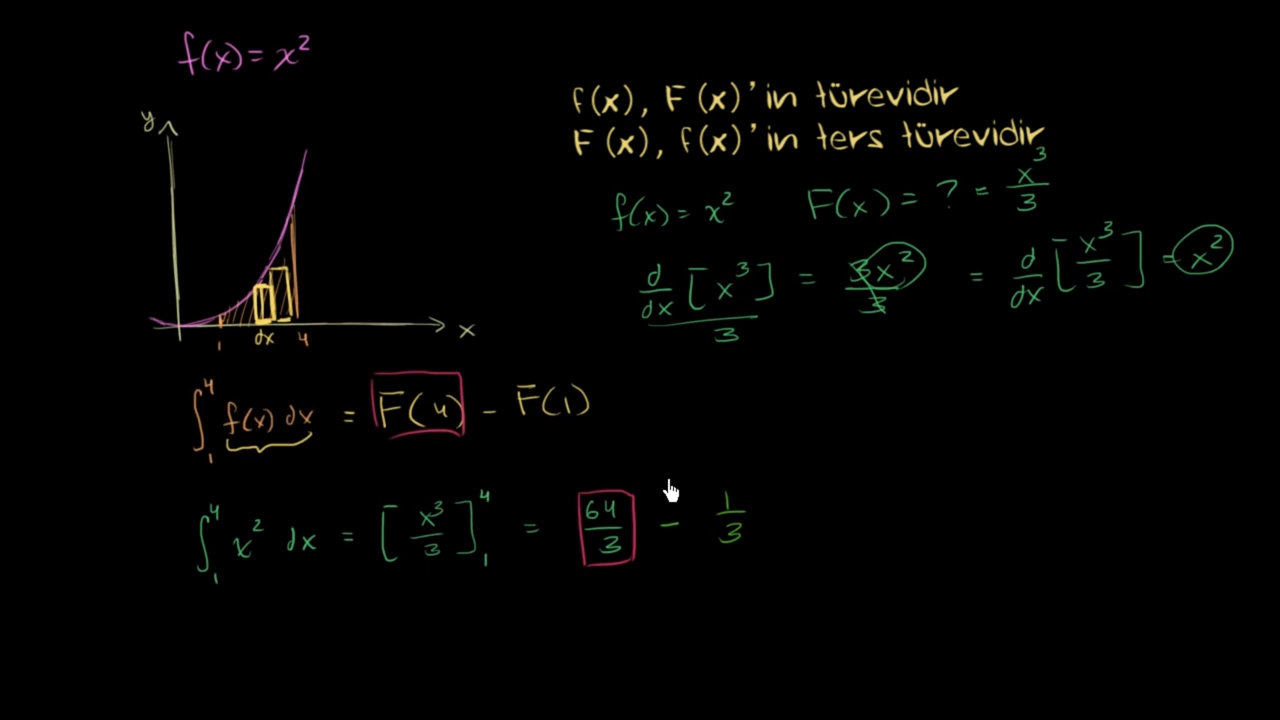 f(x) = x²
f(x), F(x)'in türevidir
F(x), f(x)'in ters türevidir
f(x) = x² F(x) = ? = x³/3
d/dx [x³] / 3 = 3x²/3 = d/dx [x³/3] = x²
y
x
1 dx 4
∫₁⁴ f(x) dx = F(4) - F(1)
∫₁⁴ x² dx = [x³/3]₁⁴ = 64/3 - 1/3